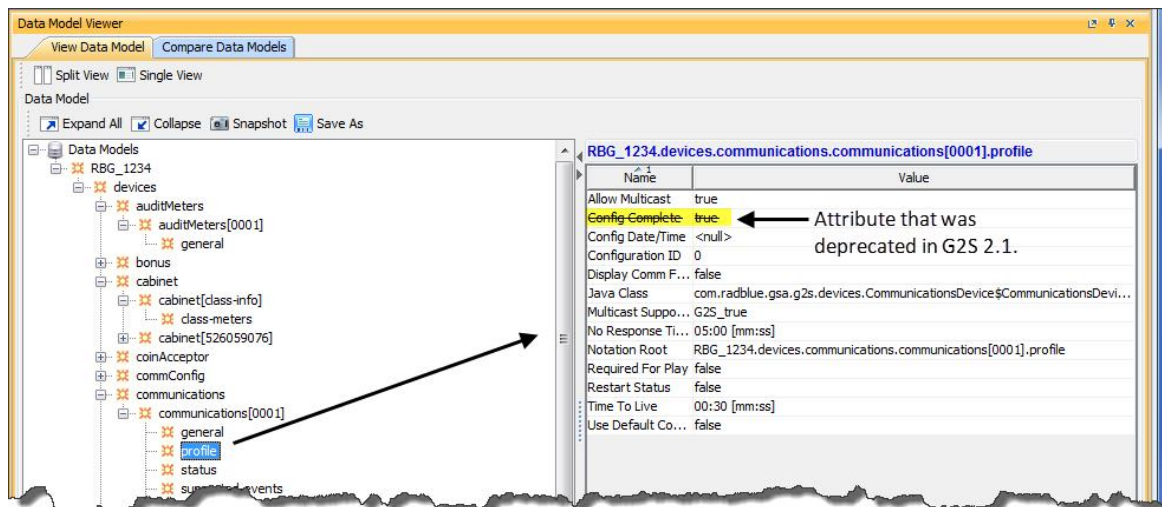 Data Model Viewer
View Data Model Compare Data Models
Split View Single View
Data Model
Expand All Collapse Snapshot Save As
Data Models
RBG_1234
devices
auditMeters
auditMeters[0001]
general
bonus
cabinet
cabinet[class-info]
class-meters
cabinet[526059076]
coinAcceptor
commConfig
communications
communications[0001]
general
profile
status
RBG_1234.devices.communications.communications[0001].profile
Name 1 Value
Allow Multicast true
Config Complete true
Config Date/Time <null>
Configuration ID 0
Display Comm F... false
Java Class com.radblue.gsa.g2s.devices.CommunicationsDevice$CommunicationsDevi...
Multicast Suppo... G2S_true
No Response Ti... 05:00 [mm:ss]
Notation Root RBG_1234.devices.communications.communications[0001].profile
Required For Play false
Restart Status false
Time To Live 00:30 [mm:ss]
Use Default Co... false
Attribute that was
deprecated in G2S 2.1.